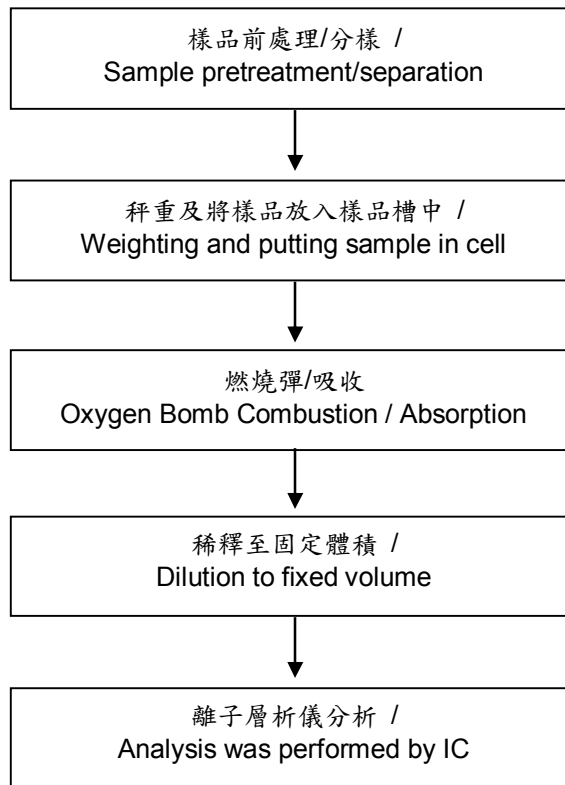 樣品前處理/分樣 /
Sample pretreatment/separation
秤重及將樣品放入樣品槽中 /
Weighting and putting sample in cell
燃燒彈/吸收
Oxygen Bomb Combustion / Absorption
稀釋至固定體積 /
Dilution to fixed volume
離子層析儀分析 /
Analysis was performed by IC